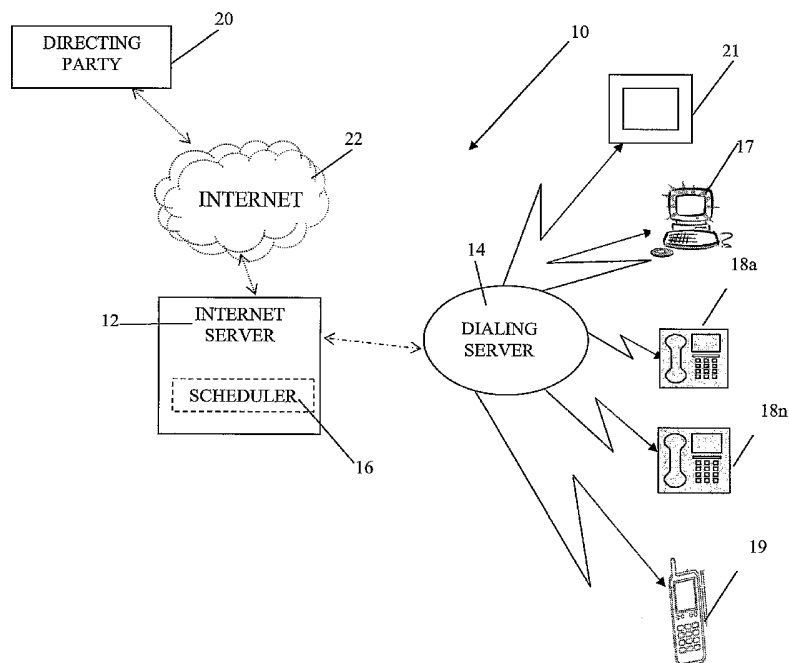 DIRECTING
PARTY
20
10
21
22
INTERNET
17
14
18a
12
INTERNET
SERVER
DIALING
SERVER
SCHEDULER
18n
16
19